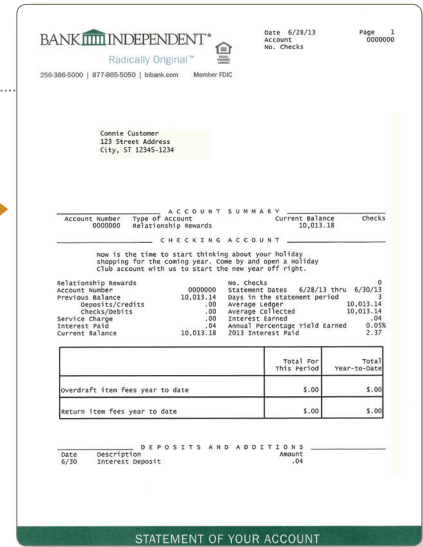 BANK INDEPENDENT®
Radically Original™
256-386-5000 | 877-865-5050 | bibank.com Member FDIC
EQUAL HOUSING LENDER
Date 6/28/13 Page 1
Account 0000000
No. Checks
Connie Customer
123 Street Address
City, ST 12345-1234
ACCOUNT SUMMARY
Account Number Type of Account Current Balance Checks
0000000 Relationship Rewards 10,013.18
CHECKING ACCOUNT
Now is the time to start thinking about your holiday
shopping for the coming year. Come by and open a Holiday
Club account with us to start the new year off right.
Relationship Rewards No. Checks 0
Account Number 0000000 Statement Dates 6/28/13 thru 6/30/13
Previous Balance 10,013.14 Days in the statement period 3
Deposits/Credits .00 Average Ledger 10,013.14
Checks/Debits .00 Average Collected 10,013.14
Service Charge .00 Interest Earned .04
Interest Paid .04 Annual Percentage Yield Earned 0.05%
Current Balance 10,013.18 2013 Interest Paid 2.37
Total For Total
This Period Year-to-Date
Overdraft item fees year to date $.00 $.00
Return item fees year to date $.00 $.00
DEPOSITS AND ADDITIONS
Date Description Amount
6/30 Interest Deposit .04
STATEMENT OF YOUR ACCOUNT